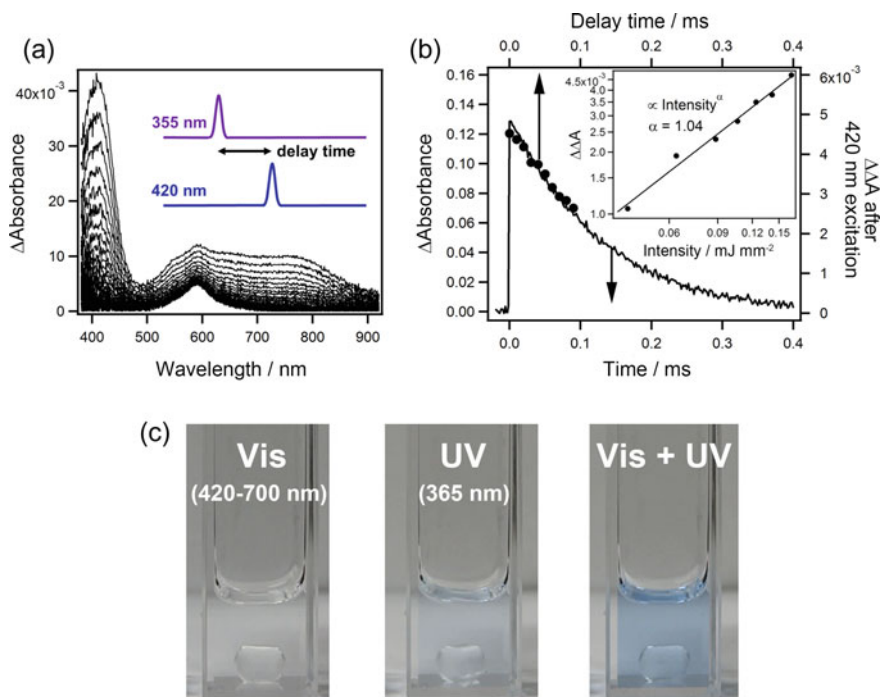 (a)
40x10⁻³
30
20
10
0
ΔAbsorbance
400 500 600 700 800 900
Wavelength / nm
355 nm
delay time
420 nm
(b)
Delay time / ms
0.0 0.1 0.2 0.3 0.4
0.16
0.14
0.12
0.10
0.08
0.06
0.04
0.02
0.00
ΔAbsorbance
6x10⁻³
5
4
3
2
1
0
ΔΔA after
420 nm excitation
0.0 0.1 0.2 0.3 0.4
Time / ms
4.5x10⁻³
3.5
3.0
2.5
2.0
1.5
1.0
ΔΔA
∝ Intensity^α
α = 1.04
0.06 0.09 0.12 0.15
Intensity / mJ mm⁻²
(c)
Vis
(420-700 nm)
UV
(365 nm)
Vis + UV